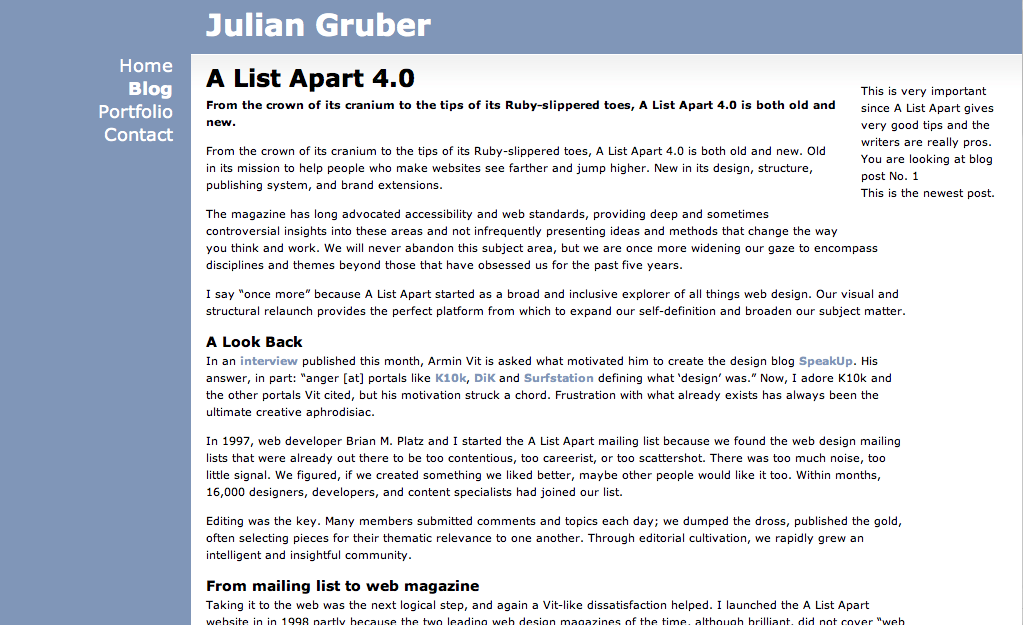 Julian Gruber
Home
Blog
Portfolio
Contact
A List Apart 4.0
From the crown of its cranium to the tips of its Ruby-slippered toes, A List Apart 4.0 is both old and
new.
From the crown of its cranium to the tips of its Ruby-slippered toes, A List Apart 4.0 is both old and new. Old
in its mission to help people who make websites see farther and jump higher. New in its design, structure,
publishing system, and brand extensions.
The magazine has long advocated accessibility and web standards, providing deep and sometimes
controversial insights into these areas and not infrequently presenting ideas and methods that change the way
you think and work. We will never abandon this subject area, but we are once more widening our gaze to encompass
disciplines and themes beyond those that have obsessed us for the past five years.
I say “once more” because A List Apart started as a broad and inclusive explorer of all things web design. Our visual and
structural relaunch provides the perfect platform from which to expand our self-definition and broaden our subject matter.
A Look Back
In an interview published this month, Armin Vit is asked what motivated him to create the design blog SpeakUp. His
answer, in part: “anger [at] portals like K10k, DiK and Surfstation defining what ‘design’ was.” Now, I adore K10k and
the other portals Vit cited, but his motivation struck a chord. Frustration with what already exists has always been the
ultimate creative aphrodisiac.
In 1997, web developer Brian M. Platz and I started the A List Apart mailing list because we found the web design mailing
lists that were already out there to be too contentious, too careerist, or too scattershot. There was too much noise, too
little signal. We figured, if we created something we liked better, maybe other people would like it too. Within months,
16,000 designers, developers, and content specialists had joined our list.
Editing was the key. Many members submitted comments and topics each day; we dumped the dross, published the gold,
often selecting pieces for their thematic relevance to one another. Through editorial cultivation, we rapidly grew an
intelligent and insightful community.
From mailing list to web magazine
Taking it to the web was the next logical step, and again a Vit-like dissatisfaction helped. I launched the A List Apart
website in in 1998 partly because the two leading web design magazines of the time, although brilliant, did not cover “web
This is very important
since A List Apart gives
very good tips and the
writers are really pros.
You are looking at blog
post No. 1
This is the newest post.